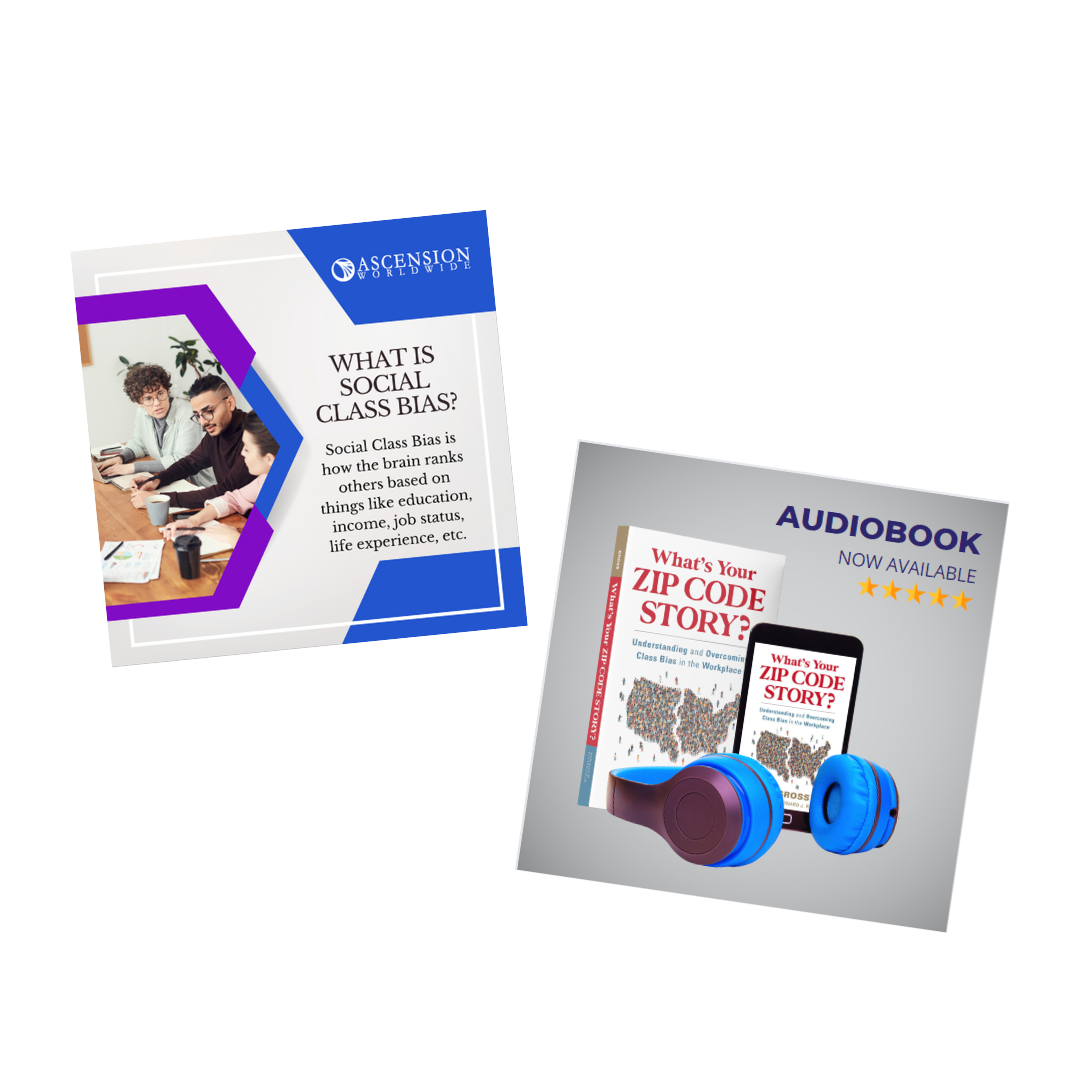 ASCENSION
WORLDWIDE
WHAT IS
SOCIAL
CLASS BIAS?
Social Class Bias is
how the brain ranks
others based on
things like education,
income, job status,
life experience, etc.
AUDIOBOOK
NOW AVAILABLE
What's Your
ZIP CODE
STORY?
Understanding and
Class Bias in the Workplace
What's Your ZIP CODE STORY?
What's Your
ZIP CODE
STORY?
Understanding and Overcoming
Class Bias in the Workplace